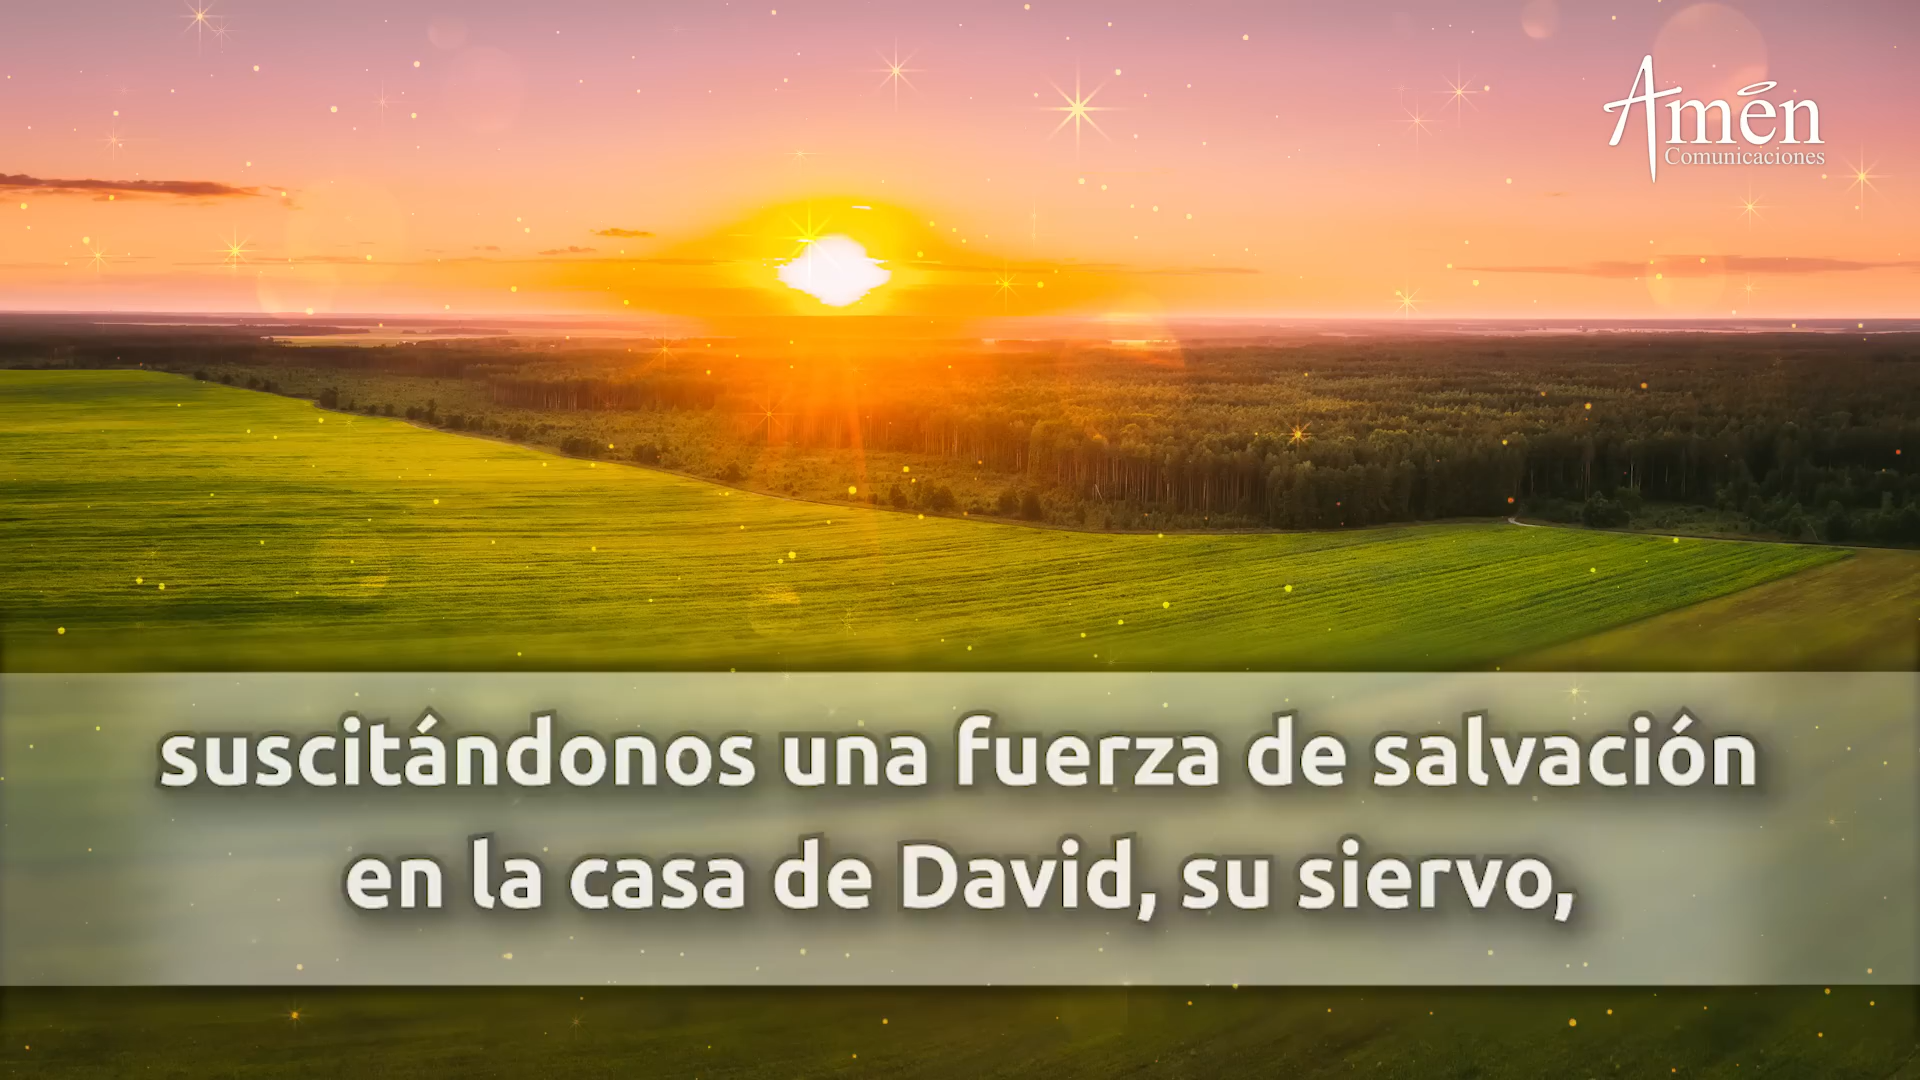 Amén
Comunicaciones
suscitándonos una fuerza de salvación
en la casa de David, su siervo,